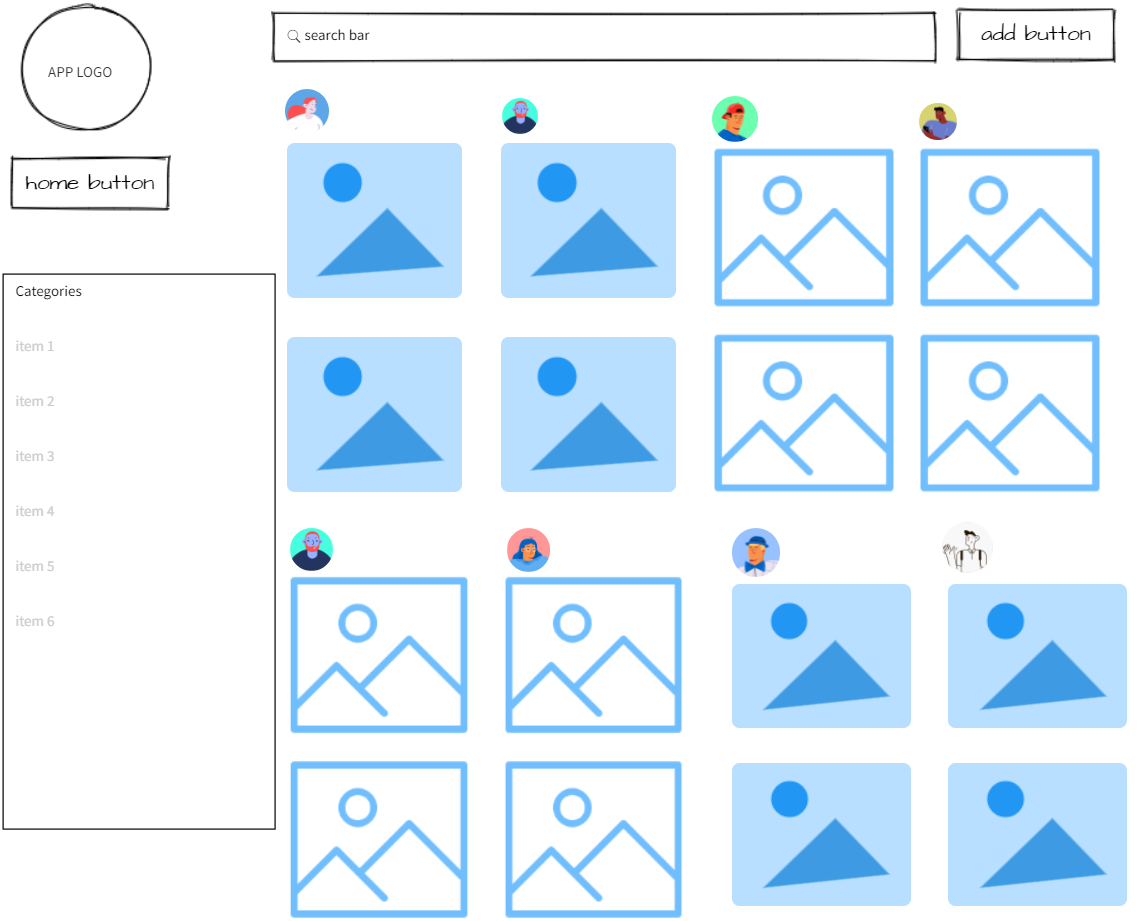 APP LOGO
search bar
add button
home button
Categories
item 1
item 2
item 3
item 4
item 5
item 6